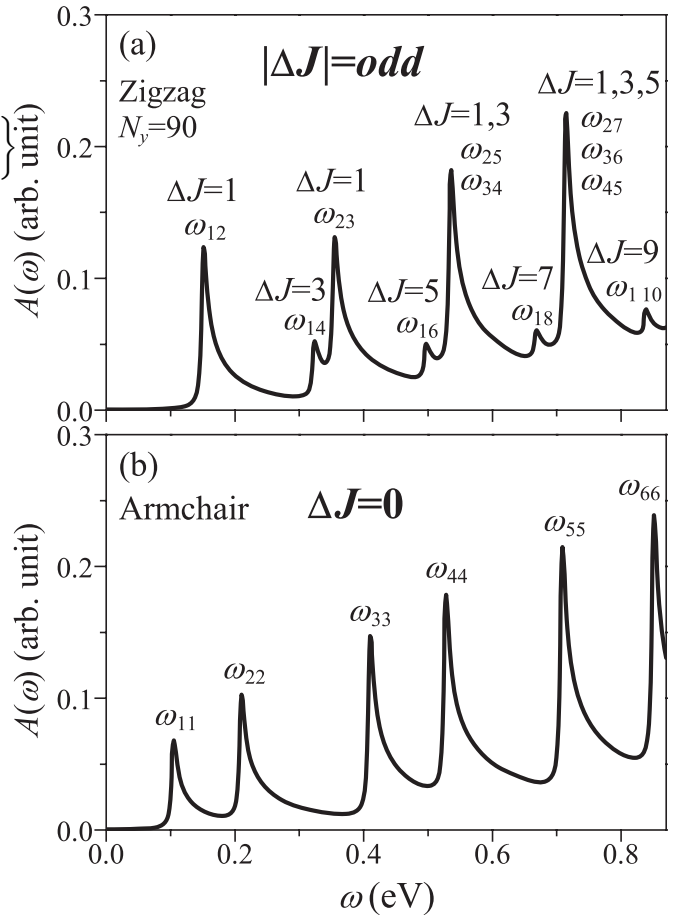 0.3
(a)
|ΔJ|=odd
Zigzag
N_y=90
ΔJ=1
ω₁₂
ΔJ=3
ω₁₄
ΔJ=1
ω₂₃
ΔJ=5
ω₁₆
ΔJ=1,3
ω₂₅
ω₃₄
ΔJ=7
ω₁₈
ΔJ=1,3,5
ω₂₇
ω₃₆
ω₄₅
ΔJ=9
ω₁ ₁₀
0.2
0.1
0.0
A(ω) (arb. unit)
}
0.3
(b)
Armchair
ΔJ=0
ω₁₁
ω₂₂
ω₃₃
ω₄₄
ω₅₅
ω₆₆
0.2
0.1
0.0
A(ω) (arb. unit)
0.0 0.2 0.4 0.6 0.8
ω (eV)